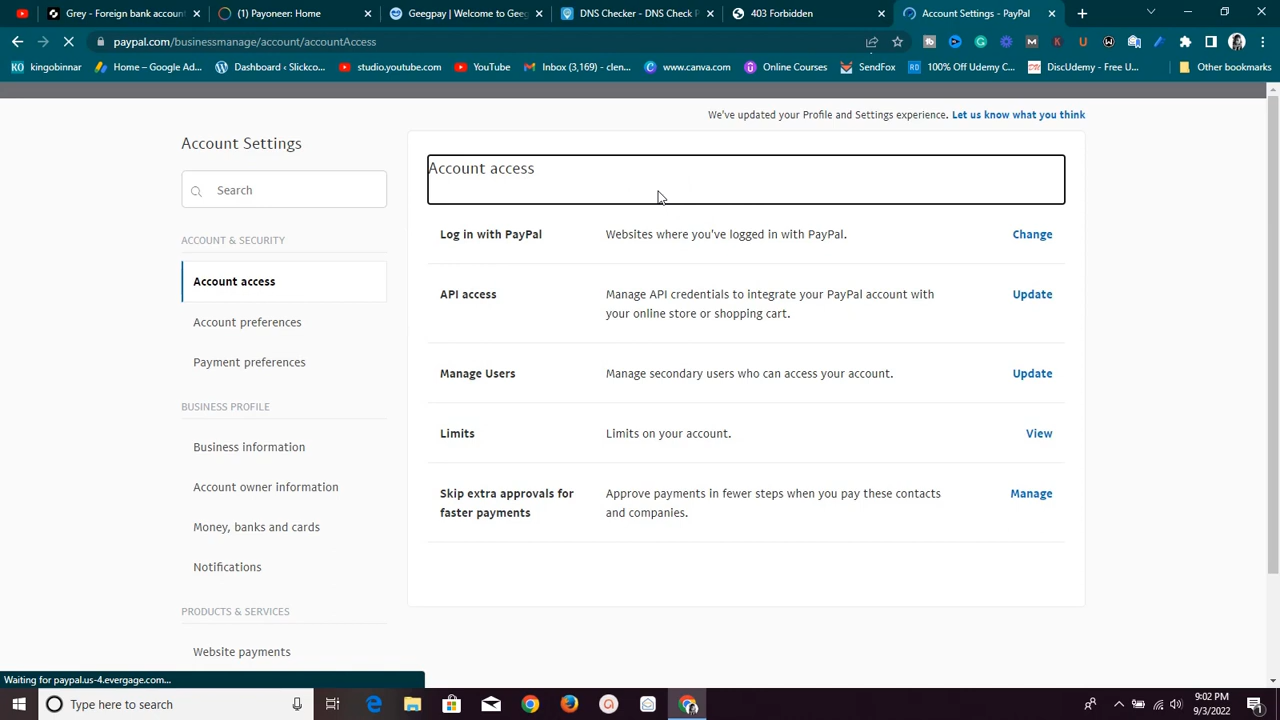 Grey - Foreign bank accoun
(1) Payoneer: Home
Geegpay | Welcome to Geeg
DNS Checker - DNS Check P
403 Forbidden
Account Settings - PayPal
paypal.com/businessmanage/account/accountAccess
kingobinnar
Home – Google Ad...
Dashboard ‹ Slickco...
studio.youtube.com
YouTube
Inbox (3,169) - clen...
www.canva.com
Online Courses
SendFox
100% Off Udemy C...
DiscUdemy - Free U...
Other bookmarks
We've updated your Profile and Settings experience. Let us know what you think
Account Settings
Search
ACCOUNT & SECURITY
Account access
Account preferences
Payment preferences
BUSINESS PROFILE
Business information
Account owner information
Money, banks and cards
Notifications
PRODUCTS & SERVICES
Website payments
Account access
Log in with PayPal
Websites where you've logged in with PayPal.
Change
API access
Manage API credentials to integrate your PayPal account with
your online store or shopping cart.
Update
Manage Users
Manage secondary users who can access your account.
Update
Limits
Limits on your account.
View
Skip extra approvals for
faster payments
Approve payments in fewer steps when you pay these contacts
and companies.
Manage
Waiting for paypal.us-4.evergage.com...
Type here to search
9:02 PM
9/3/2022